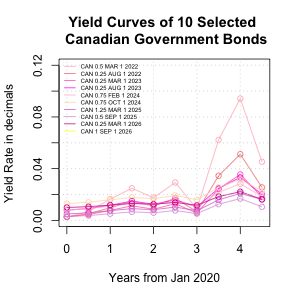 Yield Curves of 10 Selected
Canadian Government Bonds
0.12
0.08
0.04
0.00
Yield Rate in decimals
CAN 0.5 MAR 1 2022
CAN 0.25 AUG 1 2022
CAN 0.25 MAR 1 2023
CAN 0.25 AUG 1 2023
CAN 0.75 FEB 1 2024
CAN 0.75 OCT 1 2024
CAN 1.25 MAR 1 2025
CAN 0.5 SEP 1 2025
CAN 0.25 MAR 1 2026
CAN 1 SEP 1 2026
0 1 2 3 4
Years from Jan 2020